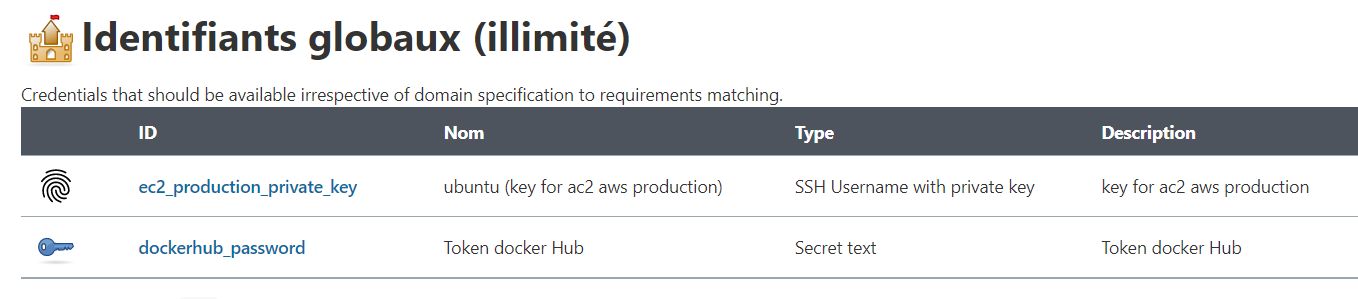 Identifiants globaux (illimité)
Credentials that should be available irrespective of domain specification to requirements matching.
ID Nom Type Description
ec2_production_private_key ubuntu (key for ac2 aws production) SSH Username with private key key for ac2 aws production
dockerhub_password Token docker Hub Secret text Token docker Hub